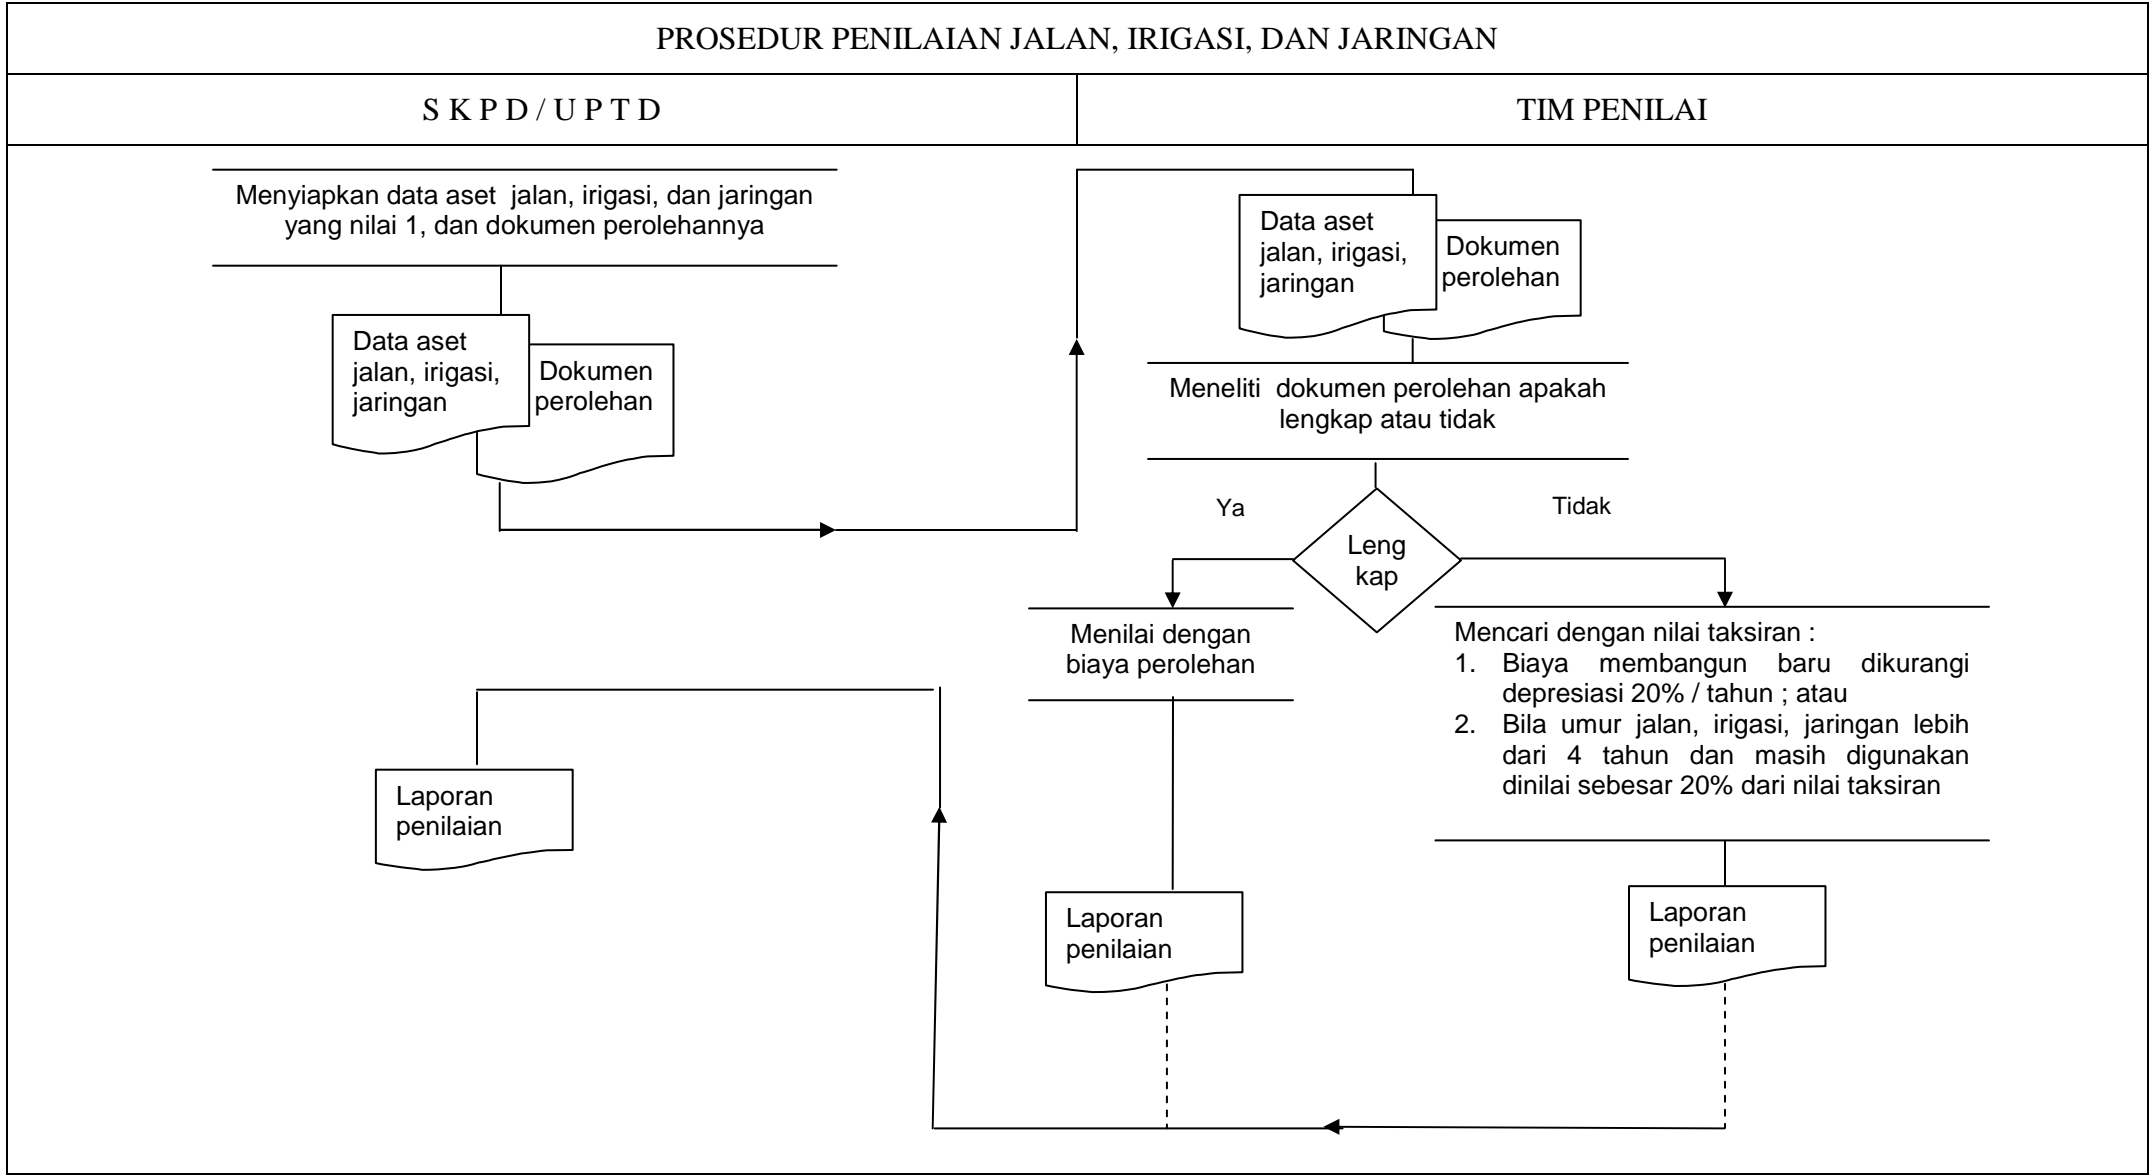 PROSEDUR PENILAIAN JALAN, IRIGASI, DAN JARINGAN
S K P D / U P T D
TIM PENILAI
Menyiapkan data aset jalan, irigasi, dan jaringan
yang nilai 1, dan dokumen perolehannya
Data aset
jalan, irigasi,
jaringan
Dokumen
perolehan
Data aset
jalan, irigasi,
jaringan
Dokumen
perolehan
Meneliti dokumen perolehan apakah
lengkap atau tidak
Ya
Tidak
Leng
kap
Menilai dengan
biaya perolehan
Mencari dengan nilai taksiran :
1. Biaya membangun baru dikurangi
depresiasi 20% / tahun ; atau
2. Bila umur jalan, irigasi, jaringan lebih
dari 4 tahun dan masih digunakan
dinilai sebesar 20% dari nilai taksiran
Laporan
penilaian
Laporan
penilaian
Laporan
penilaian